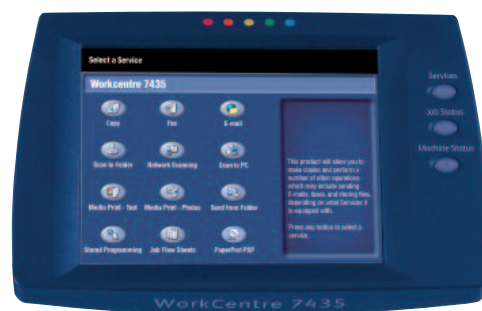 Select a Service
Workcentre 7435
Copy
Fax
E-mail
Scan to Folder
Network Scanning
Scan to PC
Media Print - Text
Media Print - Photos
Send from Folder
Stored Programming
Job Flow Sheets
PaperPort PSP
This product will allow you to
make copies and perform a
number of other operations
which may include sending
E-mails, faxes, and storing files,
depending on what Services it
is equipped with.
Press any button to select a
service.
Services
Job Status
Machine Status
WorkCentre 7435